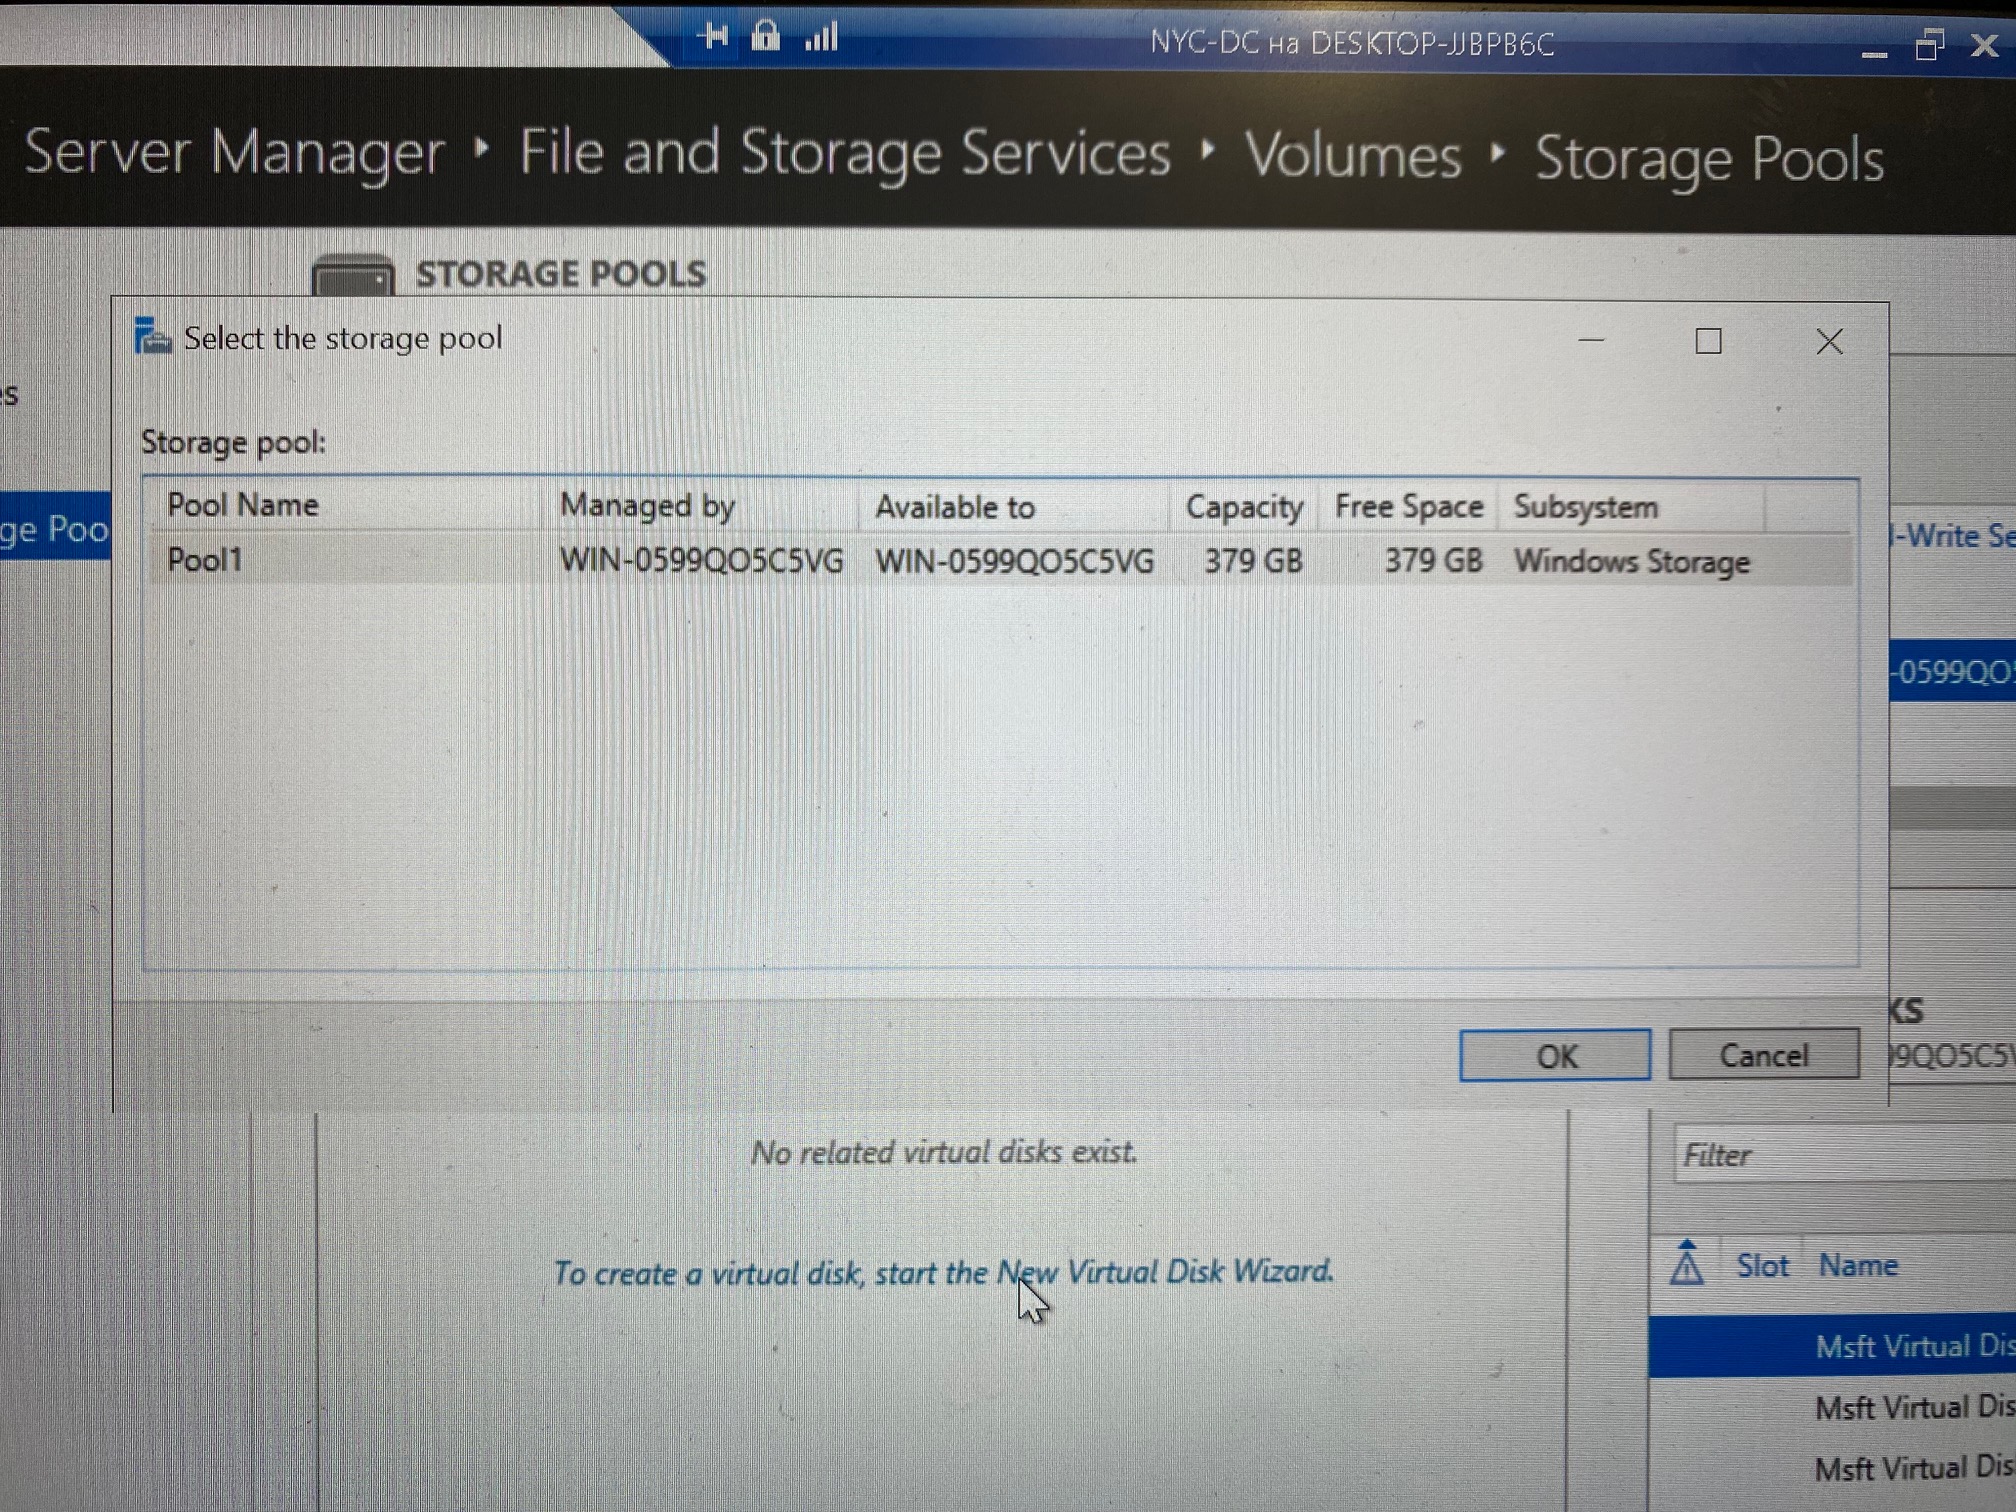 NYC-DC на DESKTOP-JJBPB6C
Server Manager ‣ File and Storage Services ‣ Volumes ‣ Storage Pools
STORAGE POOLS
Select the storage pool
Storage pool:
Pool Name Managed by Available to Capacity Free Space Subsystem
Pool1 WIN-0599QO5C5VG WIN-0599QO5C5VG 379 GB 379 GB Windows Storage
es
ge Poo
-Write Se
-0599QO5
OK Cancel
KS
99QO5C5V
No related virtual disks exist.
To create a virtual disk, start the New Virtual Disk Wizard.
Filter
Slot Name
Msft Virtual Dis
Msft Virtual Dis
Msft Virtual Dis